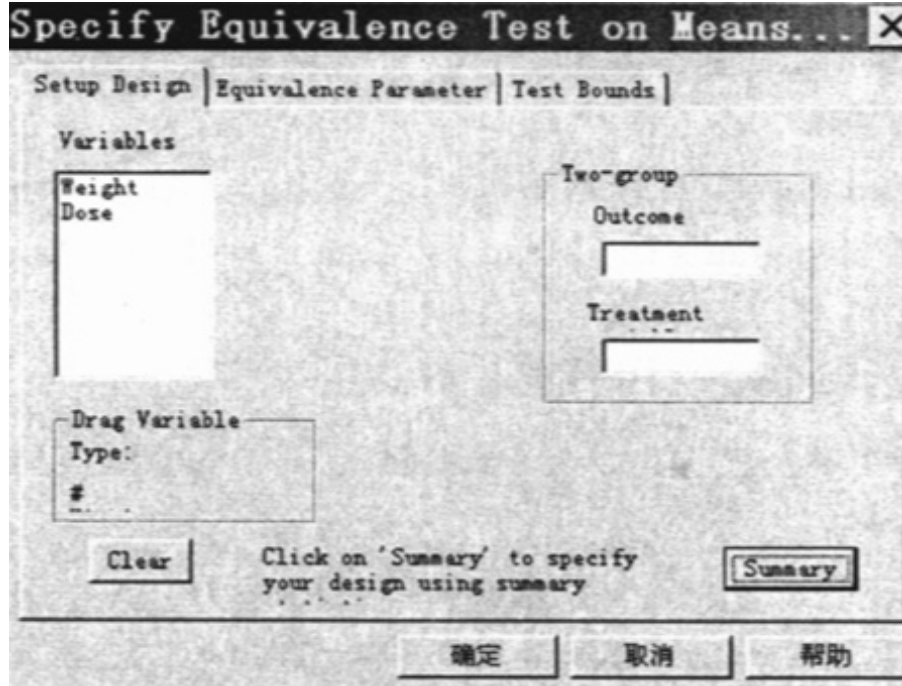 Specify Equivalence Test on Means...
Setup Design Equivalence Parameter Test Bounds
Variables
Weight
Dose
Two-group
Outcome
Treatment
Drag Variable
Type:
#
Clear
Click on 'Summary' to specify
your design using summary
Summary
确定 取消 帮助